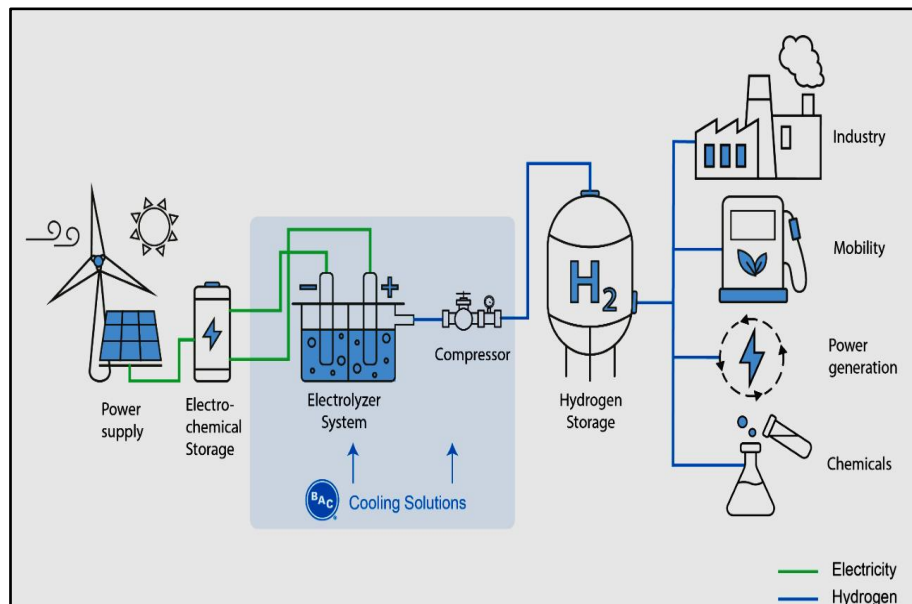 Industry
Mobility
Power
generation
Chemicals
H2
Hydrogen
Storage
Compressor
- +
Electrolyzer
System
Electro-
chemical
Storage
Power
supply
BAC Cooling Solutions
Electricity
Hydrogen